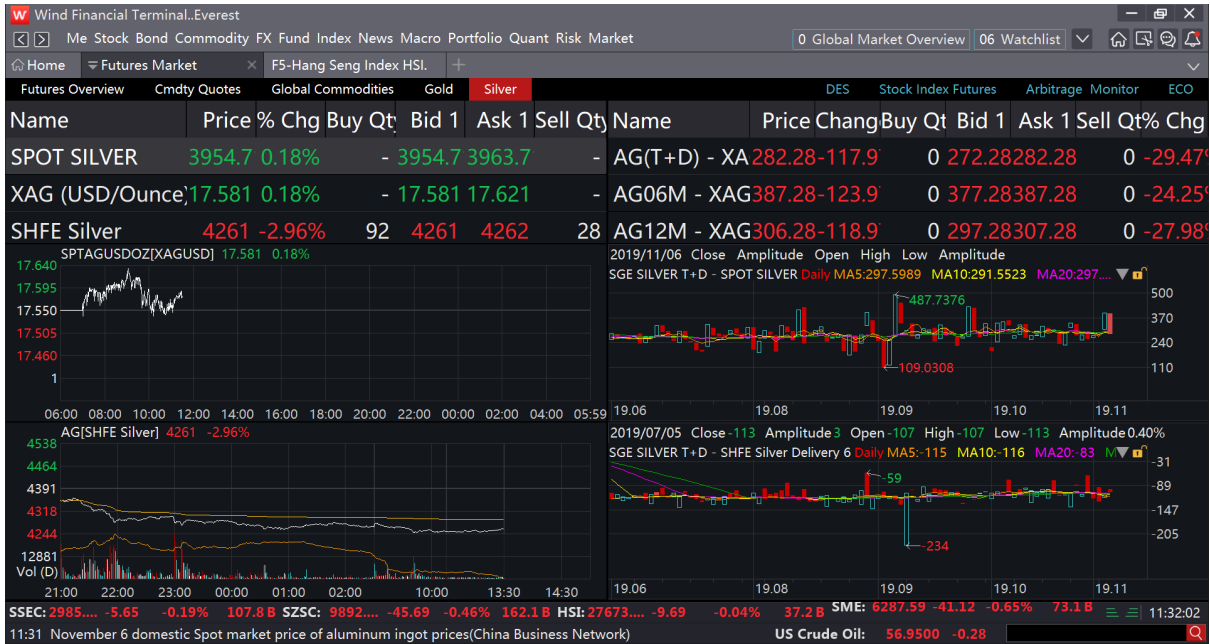 W Wind Financial Terminal..Everest
Me Stock Bond Commodity FX Fund Index News Macro Portfolio Quant Risk Market 0 Global Market Overview 06 Watchlist
Home Futures Market × F5-Hang Seng Index HSI. +
Futures Overview Cmdty Quotes Global Commodities Gold Silver DES Stock Index Futures Arbitrage Monitor ECO
Name Price % Chg Buy Qty Bid 1 Ask 1 Sell Qty Name Price Chang Buy Qt Bid 1 Ask 1 Sell Qt % Chg
SPOT SILVER 3954.7 0.18% - 3954.7 3963.7 - AG(T+D) - XA 282.28 -117.9 0 272.28 282.28 0 -29.47%
XAG (USD/Ounce) 17.581 0.18% - 17.581 17.621 - AG06M - XAG 387.28 -123.9 0 377.28 387.28 0 -24.25%
SHFE Silver 4261 -2.96% 92 4261 4262 28 AG12M - XAG 306.28 -118.9 0 297.28 307.28 0 -27.98%
SPTAGUSDOZ[XAGUSD] 17.581 0.18%
17.640
17.595
17.550
17.505
17.460
1
06:00 08:00 10:00 12:00 14:00 16:00 18:00 20:00 22:00 00:00 02:00 04:00 05:59
2019/11/06 Close Amplitude Open High Low Amplitude
SGE SILVER T+D - SPOT SILVER Daily MA5:297.5989 MA10:291.5523 MA20:297....
500
487.7376
370
240
110
109.0308
19.06 19.08 19.09 19.10 19.11
AG[SHFE Silver] 4261 -2.96%
4538
4464
4391
4318
4244
12881
Vol (D)
21:00 22:00 23:00 00:00 01:00 02:00 10:00 13:30 14:30
2019/07/05 Close -113 Amplitude 3 Open -107 High -107 Low -113 Amplitude 0.40%
SGE SILVER T+D - SHFE Silver Delivery 6 Daily MA5:-115 MA10:-116 MA20:-83 M
-31
-59
-89
-147
-205
-234
19.06 19.08 19.09 19.10 19.11
SSEC: 2985.... -5.65 -0.19% 107.8 B SZSC: 9892.... -45.69 -0.46% 162.1 B HSI: 27673.... -9.69 -0.04% 37.2 B SME: 6287.59 -41.12 -0.65% 73.1 B 11:32:02
11:31 November 6 domestic Spot market price of aluminum ingot prices(China Business Network) US Crude Oil: 56.9500 -0.28